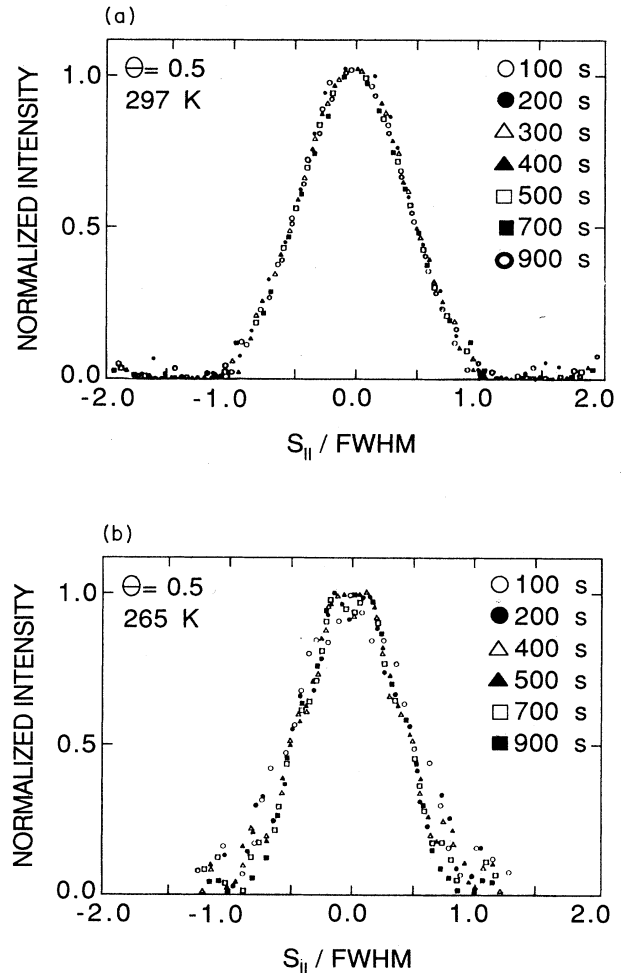 (a)
Θ= 0.5
297 K
○ 100 s
● 200 s
△ 300 s
▲ 400 s
□ 500 s
■ 700 s
○ 900 s
1.0
0.5
0.0
NORMALIZED INTENSITY
-2.0 -1.0 0.0 1.0 2.0
S|| / FWHM
(b)
Θ= 0.5
265 K
○ 100 s
● 200 s
△ 400 s
▲ 500 s
□ 700 s
■ 900 s
1.0
0.5
0.0
NORMALIZED INTENSITY
-2.0 -1.0 0.0 1.0 2.0
S|| / FWHM